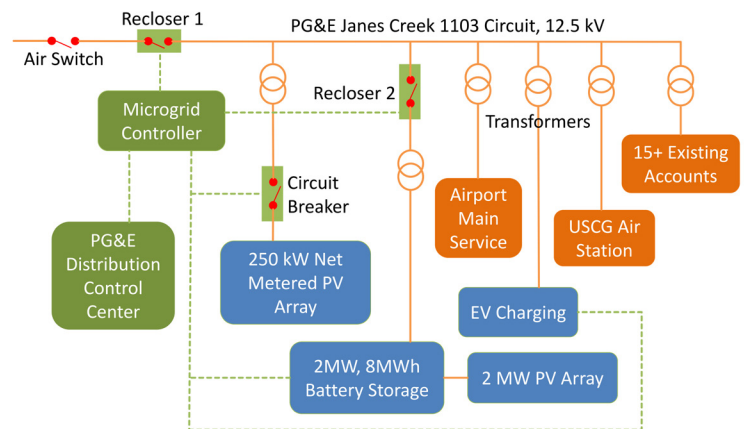 Recloser 1
PG&E Janes Creek 1103 Circuit, 12.5 kV
Air Switch
Recloser 2
Microgrid
Controller
Transformers
15+ Existing
Accounts
Circuit
Breaker
Airport
Main
Service
USCG Air
Station
PG&E
Distribution
Control
Center
250 kW Net
Metered PV
Array
EV Charging
2MW, 8MWh
Battery Storage
2 MW PV Array